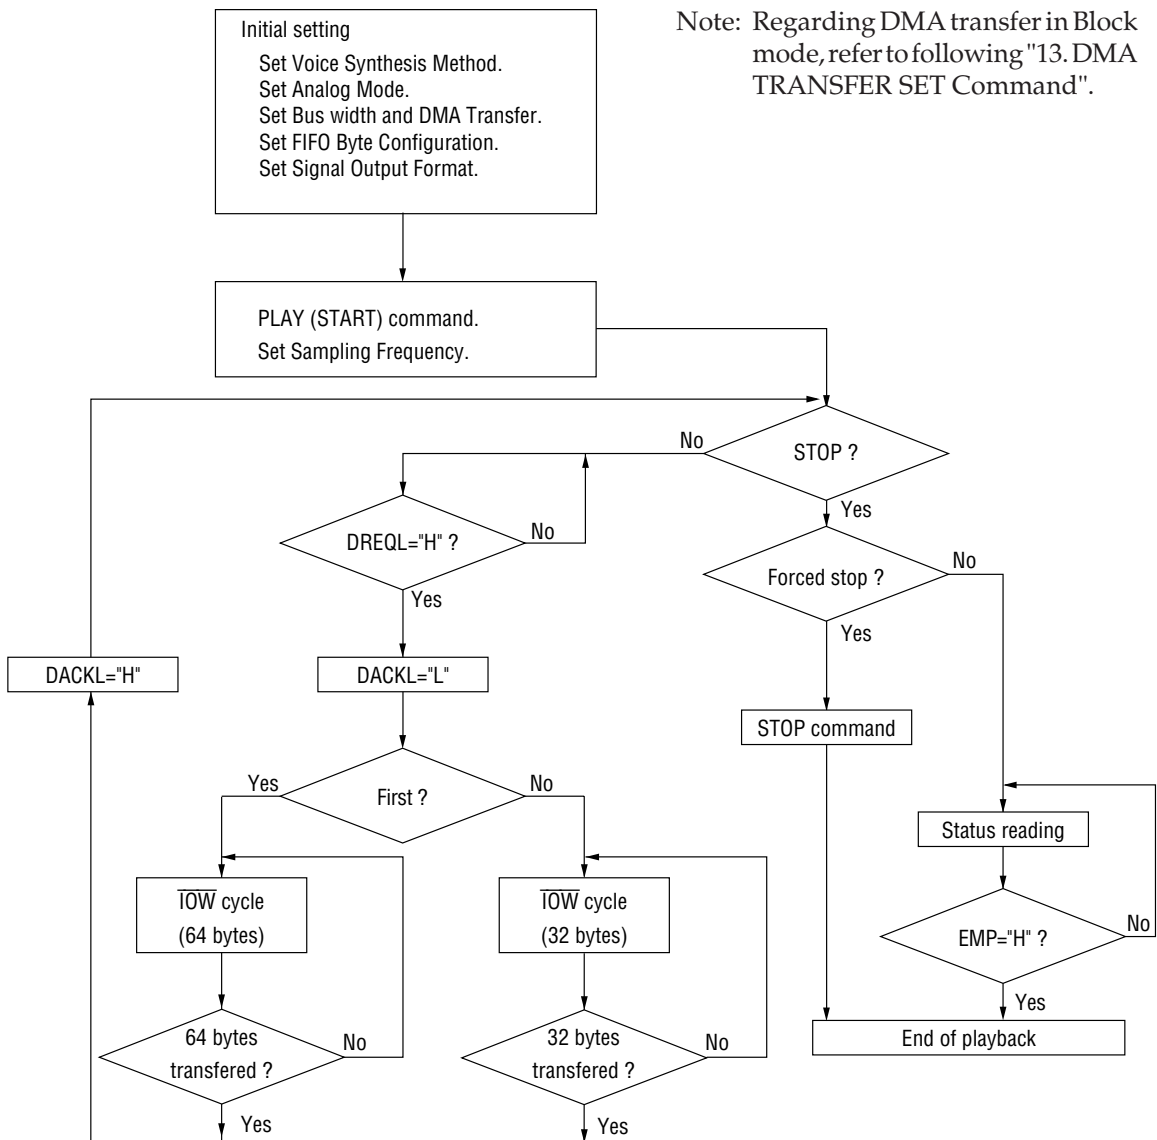 Initial setting
Set Voice Synthesis Method.
Set Analog Mode.
Set Bus width and DMA Transfer.
Set FIFO Byte Configuration.
Set Signal Output Format.
Note: Regarding DMA transfer in Block
mode, refer to following "13. DMA
TRANSFER SET Command".
PLAY (START) command.
Set Sampling Frequency.
STOP ?
No
Yes
DREQL="H" ?
No
Yes
Forced stop ?
No
Yes
DACKL="H"
DACKL="L"
STOP command
First ?
Yes
No
Status reading
IOW cycle
(64 bytes)
IOW cycle
(32 bytes)
EMP="H" ?
No
Yes
64 bytes
transfered ?
No
Yes
32 bytes
transfered ?
No
Yes
End of playback